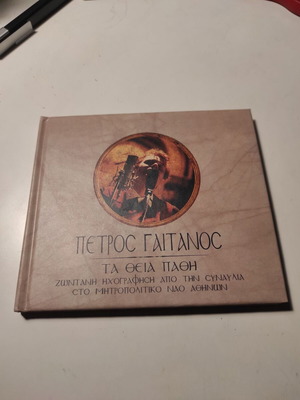 ΠΕΤΡΟΣ ΓΑΪΤΑΝΟΣ
ΤΑ ΘΕΙΑ ΠΑΘΗ
ΖΩΝΤΑΝΗ ΗΧΟΓΡΑΦΗΣΗ ΑΠΟ ΤΗΝ ΣΥΝΑΥΛΙΑ
ΣΤΟ ΜΗΤΡΟΠΟΛΙΤΙΚΟ ΝΑΟ ΑΘΗΝΩΝ